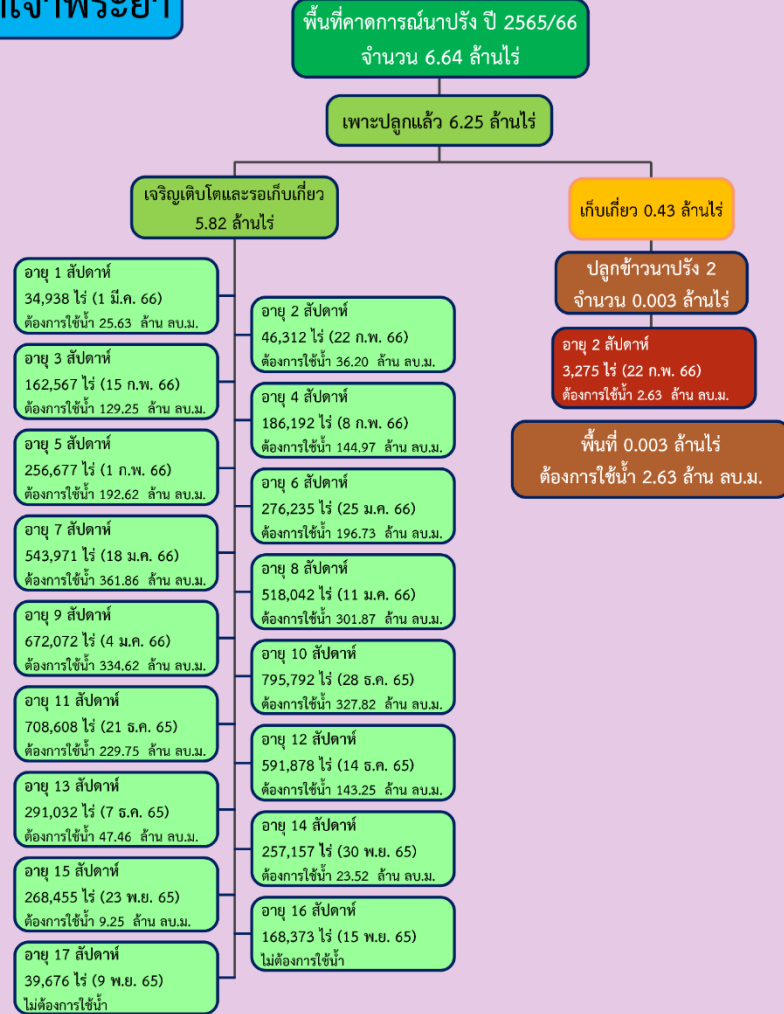 เจ้าพระยา
พื้นที่คาดการณ์นาปรัง ปี 2565/66
จำนวน 6.64 ล้านไร่
เพาะปลูกแล้ว 6.25 ล้านไร่
เจริญเติบโตและรอเก็บเกี่ยว
5.82 ล้านไร่
อายุ 1 สัปดาห์
34,938 ไร่ (1 มี.ค. 66)
ต้องการใช้น้ำ 25.63 ล้าน ลบ.ม.
อายุ 2 สัปดาห์
46,312 ไร่ (22 ก.พ. 66)
ต้องการใช้น้ำ 36.20 ล้าน ลบ.ม.
อายุ 3 สัปดาห์
162,567 ไร่ (15 ก.พ. 66)
ต้องการใช้น้ำ 129.25 ล้าน ลบ.ม.
อายุ 4 สัปดาห์
186,192 ไร่ (8 ก.พ. 66)
ต้องการใช้น้ำ 144.97 ล้าน ลบ.ม.
อายุ 5 สัปดาห์
256,677 ไร่ (1 ก.พ. 66)
ต้องการใช้น้ำ 192.62 ล้าน ลบ.ม.
อายุ 6 สัปดาห์
276,235 ไร่ (25 ม.ค. 66)
ต้องการใช้น้ำ 196.73 ล้าน ลบ.ม.
อายุ 7 สัปดาห์
543,971 ไร่ (18 ม.ค. 66)
ต้องการใช้น้ำ 361.86 ล้าน ลบ.ม.
อายุ 8 สัปดาห์
518,042 ไร่ (11 ม.ค. 66)
ต้องการใช้น้ำ 301.87 ล้าน ลบ.ม.
อายุ 9 สัปดาห์
672,072 ไร่ (4 ม.ค. 66)
ต้องการใช้น้ำ 334.62 ล้าน ลบ.ม.
อายุ 10 สัปดาห์
795,792 ไร่ (28 ธ.ค. 65)
ต้องการใช้น้ำ 327.82 ล้าน ลบ.ม.
อายุ 11 สัปดาห์
708,608 ไร่ (21 ธ.ค. 65)
ต้องการใช้น้ำ 229.75 ล้าน ลบ.ม.
อายุ 12 สัปดาห์
591,878 ไร่ (14 ธ.ค. 65)
ต้องการใช้น้ำ 143.25 ล้าน ลบ.ม.
อายุ 13 สัปดาห์
291,032 ไร่ (7 ธ.ค. 65)
ต้องการใช้น้ำ 47.46 ล้าน ลบ.ม.
อายุ 14 สัปดาห์
257,157 ไร่ (30 พ.ย. 65)
ต้องการใช้น้ำ 23.52 ล้าน ลบ.ม.
อายุ 15 สัปดาห์
268,455 ไร่ (23 พ.ย. 65)
ต้องการใช้น้ำ 9.25 ล้าน ลบ.ม.
อายุ 16 สัปดาห์
168,373 ไร่ (15 พ.ย. 65)
ไม่ต้องการใช้น้ำ
อายุ 17 สัปดาห์
39,676 ไร่ (9 พ.ย. 65)
ไม่ต้องการใช้น้ำ
เก็บเกี่ยว 0.43 ล้านไร่
ปลูกข้าวนาปรัง 2
จำนวน 0.003 ล้านไร่
อายุ 2 สัปดาห์
3,275 ไร่ (22 ก.พ. 66)
ต้องการใช้น้ำ 2.63 ล้าน ลบ.ม.
พื้นที่ 0.003 ล้านไร่
ต้องการใช้น้ำ 2.63 ล้าน ลบ.ม.